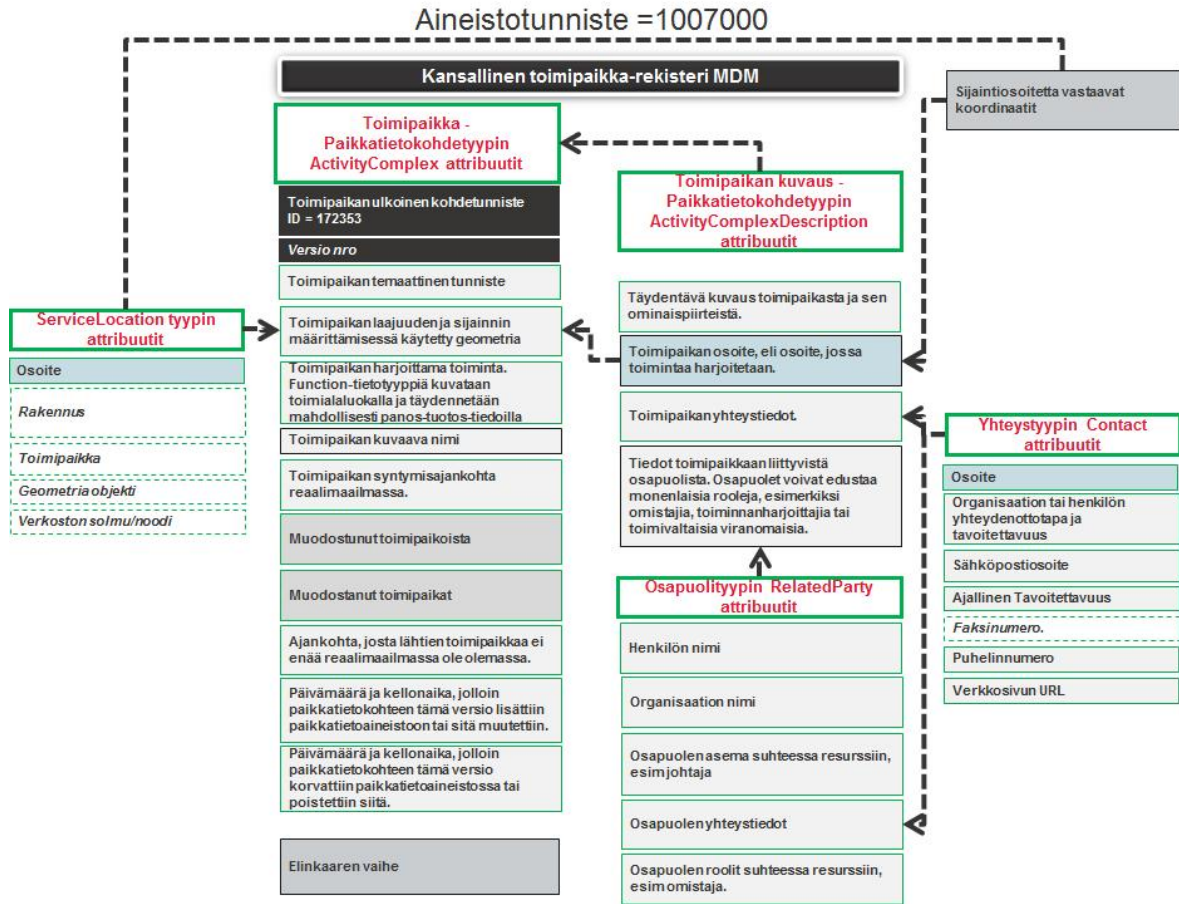 Aineistotunniste =1007000
Kansallinen toimipaikka-rekisteri MDM
Sijaintiosoitetta vastaavat
koordinaatit
Toimipaikka -
Paikkatietokohdetyypin
ActivityComplex attribuutit
Toimipaikan ulkoinen kohdetunniste
ID = 172353
Versio nro
Toimipaikan temaattinen tunniste
Toimipaikan laajuuden ja sijainnin
määrittämisessä käytetty geometria
Toimipaikan harjoittama toiminta.
Function-tietotyyppiä kuvataan
toimialaluokalla ja täydennetään
mahdollisesti panos-tuotos-tiedoilla
Toimipaikan kuvaava nimi
Toimipaikan syntymisajankohta
reaalimaailmassa.
Muodostunut toimipaikoista
Muodostanut toimipaikat
Ajankohta, josta lähtien toimipaikkaa ei
enää reaalimaailmassa ole olemassa.
Päivämäärä ja kellonaika, jolloin
paikkatietokohteen tämä versio lisättiin
paikkatietoaineistoon tai sitä muutettiin.
Päivämäärä ja kellonaika, jolloin
paikkatietokohteen tämä versio
korvattiin paikkatietoaineistossa tai
poistettiin siitä.
Elinkaaren vaihe
ServiceLocation tyypin
attribuutit
Osoite
Rakennus
Toimipaikka
Geometria objekti
Verkoston solmu/noodi
Toimipaikan kuvaus -
Paikkatietokohdetyypin
ActivityComplexDescription
attribuutit
Täydentävä kuvaus toimipaikasta ja sen
ominaispiirteistä.
Toimipaikan osoite, eli osoite, jossa
toimintaa harjoitetaan.
Toimipaikan yhteystiedot.
Tiedot toimipaikkaan liittyvistä
osapuolista. Osapuolet voivat edustaa
monenlaisia rooleja, esimerkiksi
omistajia, toiminnanharjoittajia tai
toimivaltaisia viranomaisia.
Osapuolityypin RelatedParty
attribuutit
Henkilön nimi
Organisaation nimi
Osapuolen asema suhteessa resurssiin,
esim johtaja
Osapuolen yhteystiedot
Osapuolen roolit suhteessa resurssiin,
esim omistaja.
Yhteystyypin Contact
attribuutit
Osoite
Organisaation tai henkilön
yhteydenottotapa ja
tavoitettavuus
Sähköpostiosoite
Ajallinen Tavoitettavuus
Faksinumero.
Puhelinnumero
Verkkosivun URL